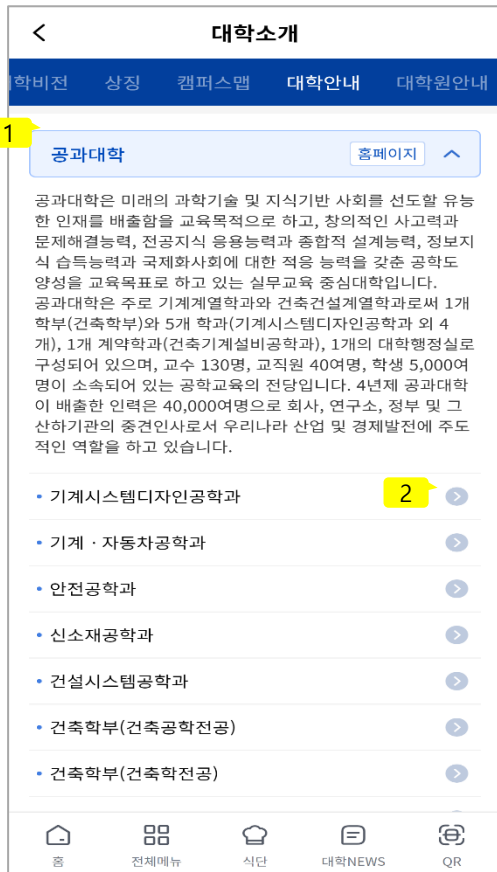 대학소개
학비전 상징 캠퍼스맵 대학안내 대학원안내
1
공과대학 홈페이지
공과대학은 미래의 과학기술 및 지식기반 사회를 선도할 유능
한 인재를 배출함을 교육목적으로 하고, 창의적인 사고력과
문제해결능력, 전공지식 응용능력과 종합적 설계능력, 정보지
식 습득능력과 국제화사회에 대한 적응 능력을 갖춘 공학도
양성을 교육목표로 하고 있는 실무교육 중심대학입니다.
공과대학은 주로 기계계열학과와 건축건설계열학과로써 1개
학부(건축학부)와 5개 학과(기계시스템디자인공학과 외 4
개), 1개 계약학과(건축기계설비공학과), 1개의 대학행정실로
구성되어 있으며, 교수 130명, 교직원 40여명, 학생 5,000여
명이 소속되어 있는 공학교육의 전당입니다. 4년제 공과대학
이 배출한 인력은 40,000여명으로 회사, 연구소, 정부 및 그
산하기관의 중견인사로서 우리나라 산업 및 경제발전에 주도
적인 역할을 하고 있습니다.
기계시스템디자인공학과 2
기계 · 자동차공학과
안전공학과
신소재공학과
건설시스템공학과
건축학부(건축공학전공)
건축학부(건축학전공)
홈 전체메뉴 식단 대학NEWS QR